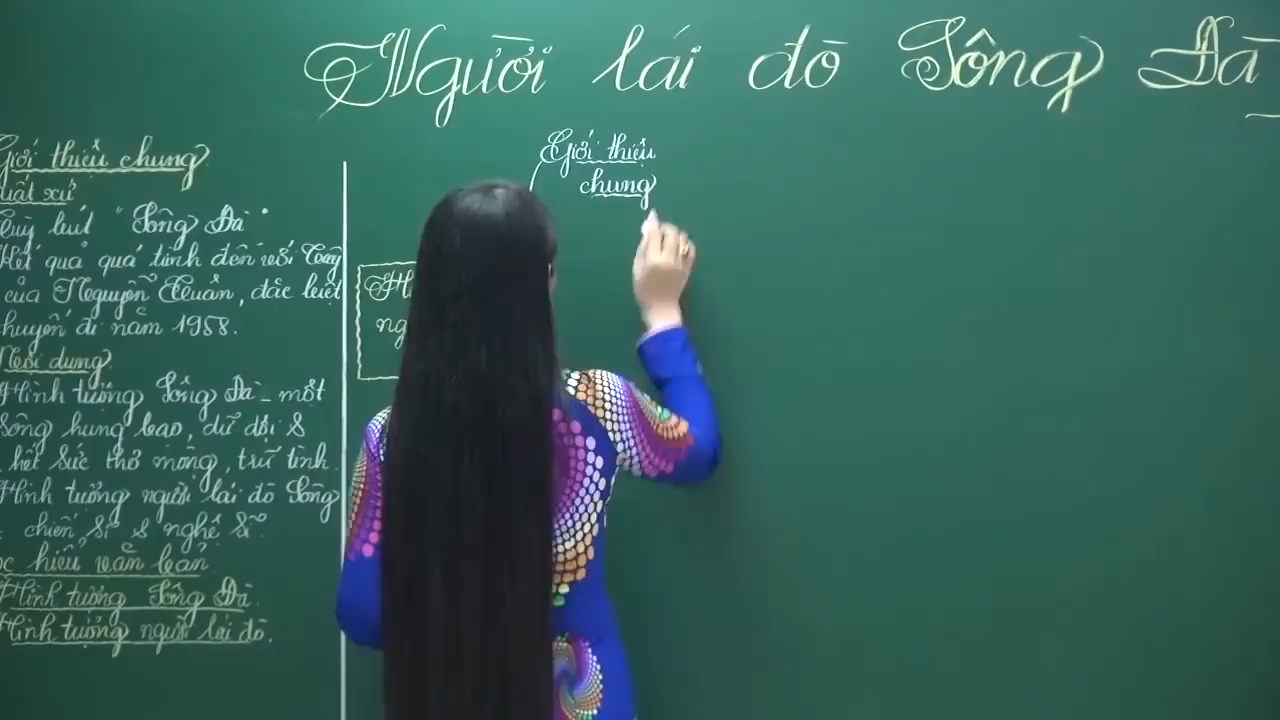 Người lái đò Sông Đà
Giới thiệu chung
xuất xứ
Tùy bút "Sông Đà"
Kết quả quá trình đến với Tây
của Nguyễn Tuân, đặc biệt
chuyến đi năm 1958.
Nội dung
Hình tượng Sông Đà - một
sông hung bạo, dữ dội &
hết sức thơ mộng, trữ tình.
Hình tượng người lái đò Sông
chiến sĩ & nghệ sĩ.
hiểu văn bản
Hình tượng Sông Đà.
Hình tượng người lái đò.
Giới thiệu
chung
H
ng